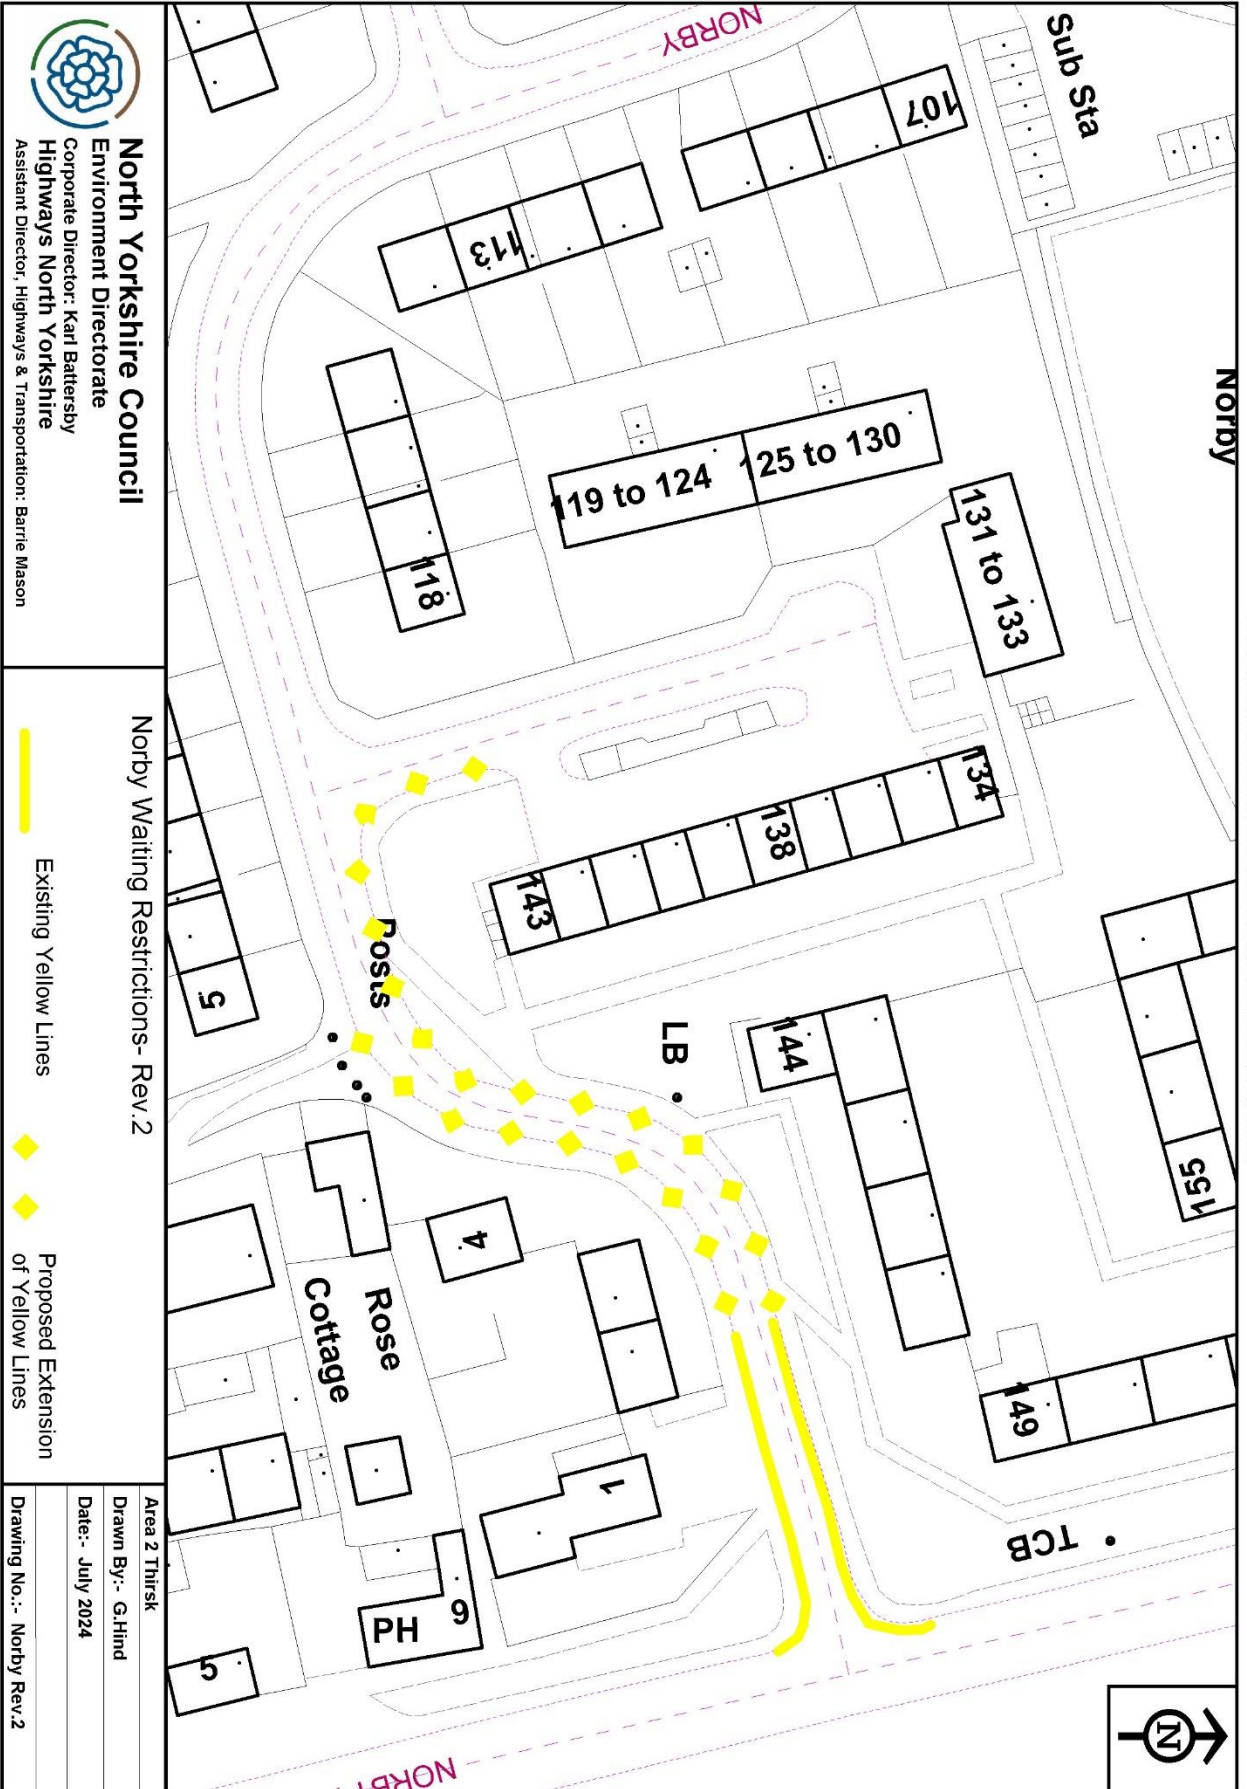 NORBY
Sub Sta
107
113
Norby
119 to 124
125 to 130
131 to 133
118
134
138
143
Posts
5
LB
144
155
4
Rose
Cottage
149
1
TCB
PH
9
5
N
North Yorkshire Council
Environment Directorate
Corporate Director: Karl Battersby
Highways North Yorkshire
Assistant Director, Highways & Transportation: Barrie Mason
Norby Waiting Restrictions- Rev.2
Existing Yellow Lines
Proposed Extension
of Yellow Lines
Area 2 Thirsk
Drawn By:- G.Hind
Date:- July 2024
Drawing No.:- Norby Rev.2